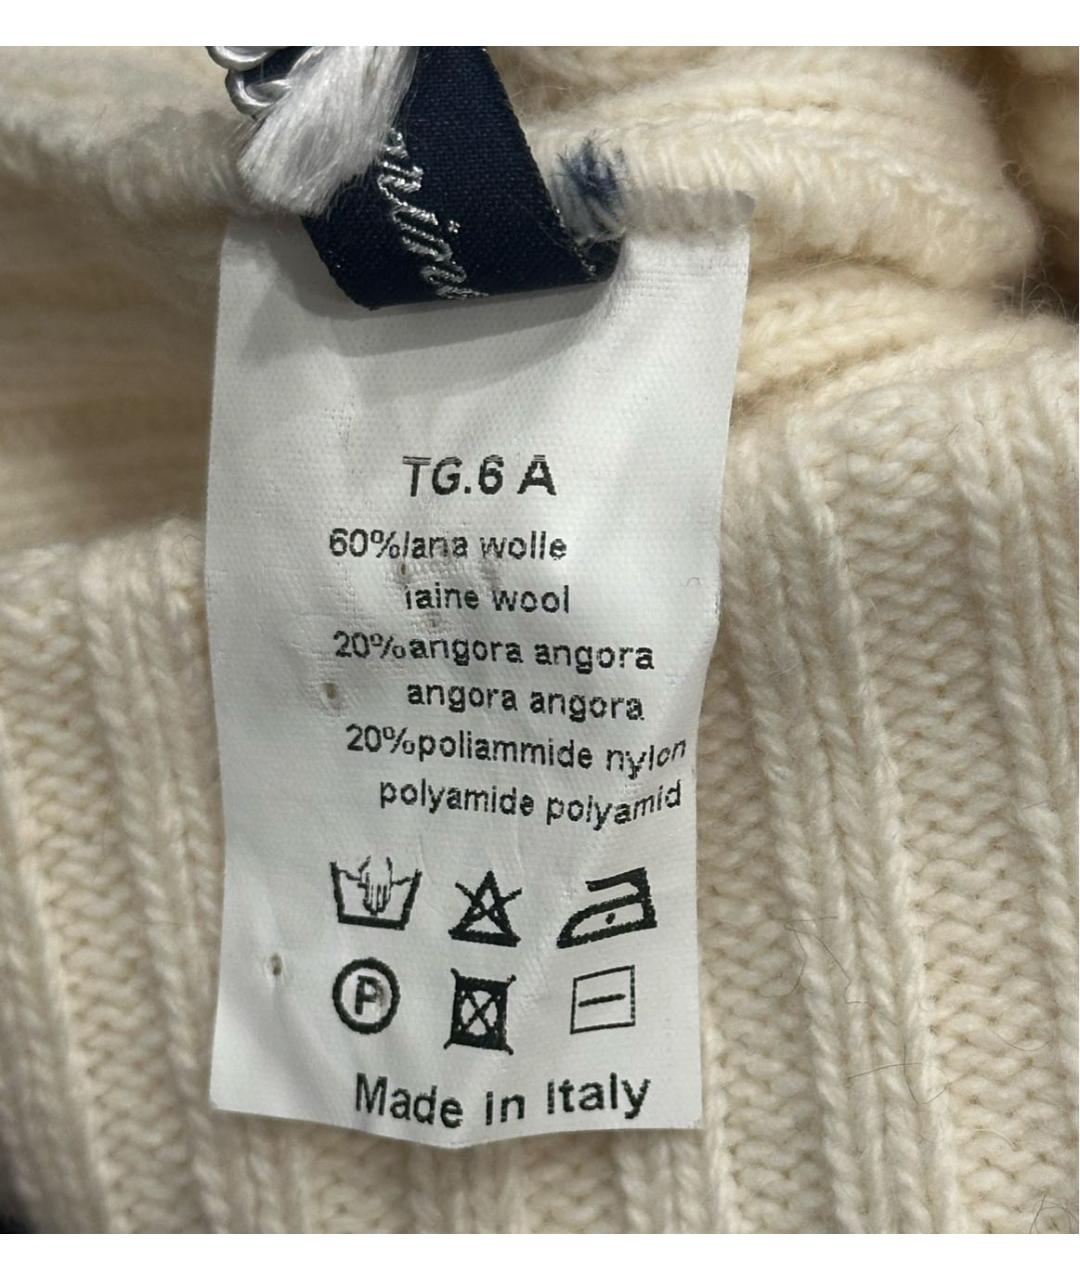 TG.6 A
60%lana wolle
laine wool
20%angora angora
angora angora
20%poliammide nylon
polyamide polyamid
P
Made in Italy